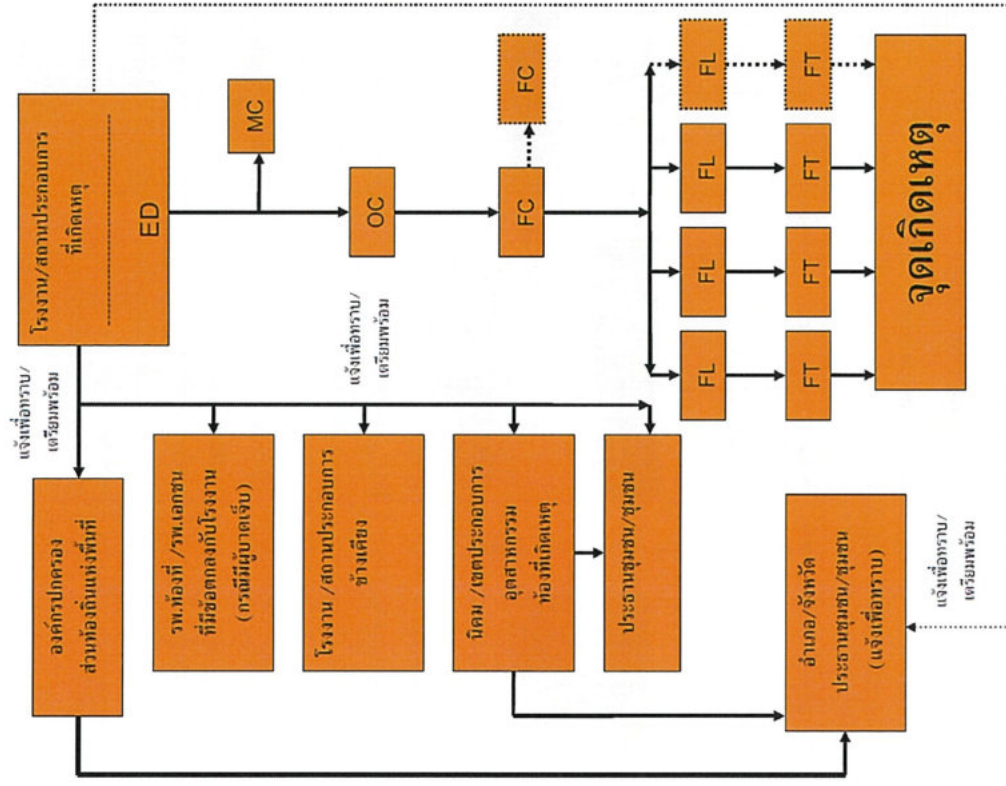 โรงงาน/สถานประกอบการ
ที่เกิดเหตุ
ED
MC
OC
FC
FC
FL
FL
FL
FL
FT
FT
FT
FT
จุดเกิดเหตุ
แจ้งเพื่อทราบ/
เตรียมพร้อม
แจ้งเพื่อทราบ/
เตรียมพร้อม
องค์กรปกครอง
ส่วนท้องถิ่นแห่งพื้นที่
รพ.ท้องที่ /รพ.เอกชน
ที่มีข้อตกลงกับโรงงาน
(กรณีมีผู้บาดเจ็บ)
โรงงาน /สถานประกอบการ
ข้างเคียง
นิคม /เขตประกอบการ
อุตสาหกรรม
ท้องที่เกิดเหตุ
ประธานชุมชน/ชุมชน
อำเภอ/จังหวัด
ประธานชุมชน/ชุมชน
(แจ้งเพื่อทราบ)
แจ้งเพื่อทราบ/
เตรียมพร้อม